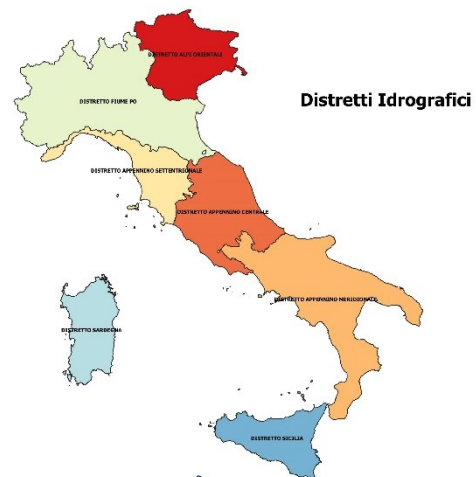 DISTRETTO ALPI ORIENTALI
Distretti Idrografici
DISTRETTO FIUME PO
DISTRETTO APPENNINO SETTENTRIONALE
DISTRETTO APPENNINO CENTRALE
DISTRETTO APPENNINO MERIDIONALE
DISTRETTO SARDEGNA
DISTRETTO SICILIA